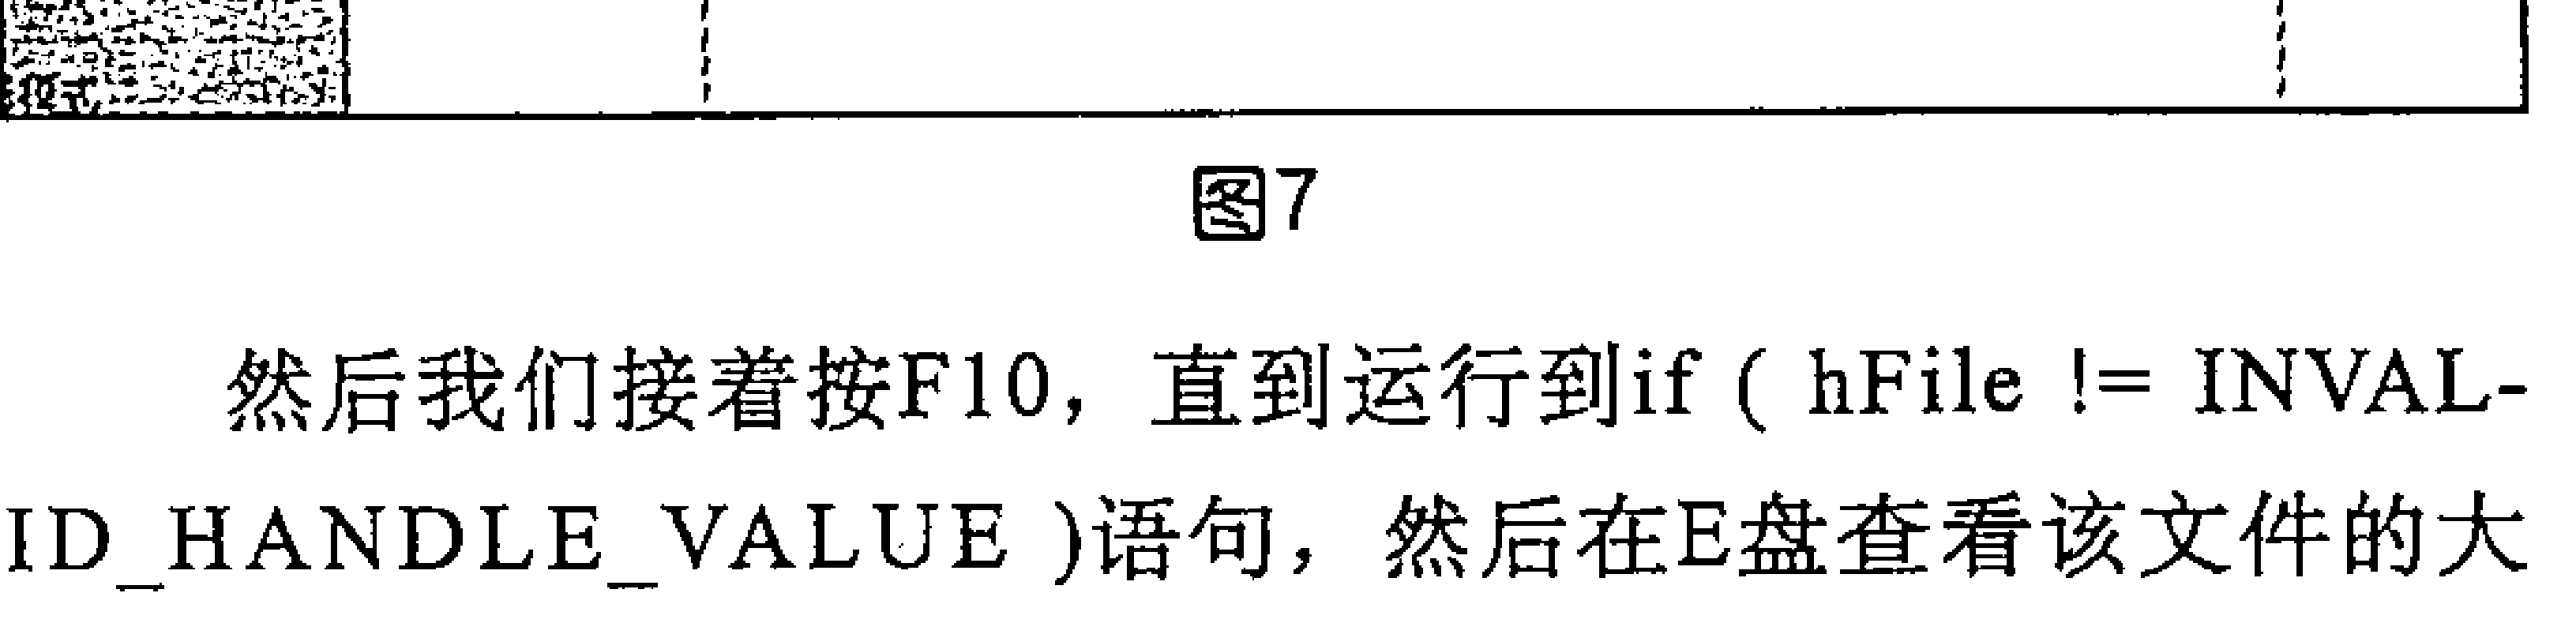 图7
然后我们接着按F10，直到运行到if ( hFile != INVAL-
ID_HANDLE_VALUE )语句，然后在E盘查看该文件的大